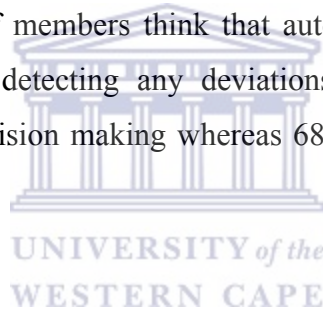 f members think that aut
detecting any deviations
ision making whereas 68
UNIVERSITY of the
WESTERN CAPE